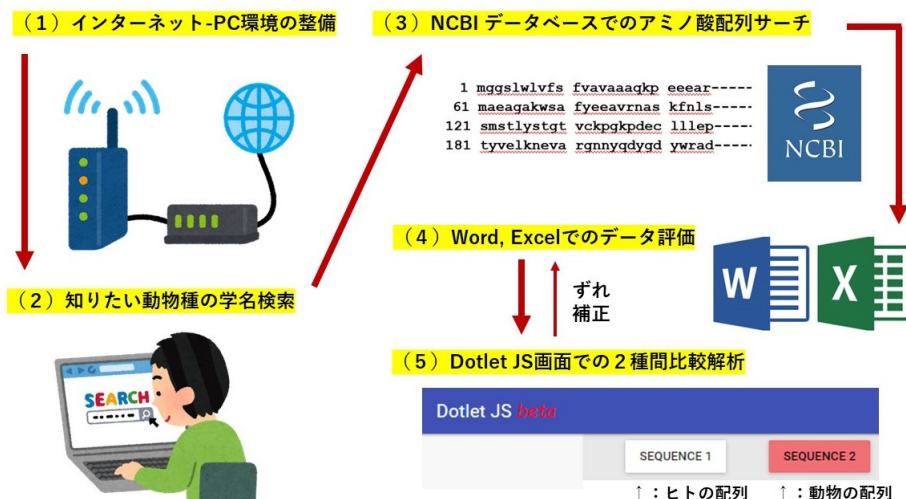 （1）インターネット-PC環境の整備
（2）知りたい動物種の学名検索
SEARCH
（3）NCBI データベースでのアミノ酸配列サーチ
1 mggslwlvfs fvavaaaqkp eeear-----
61 maeagakwsa fyeeavrnas kfnls-----
121 smstlystgt vckpgkpdec lllep-----
181 tyvelkneva rgnnyqdygd ywrad-----
NCBI
（4）Word, Excelでのデータ評価
W
X
ずれ
補正
（5）Dotlet JS画面での２種間比較解析
Dotlet JS beta
SEQUENCE 1
SEQUENCE 2
↑：ヒトの配列
↑：動物の配列